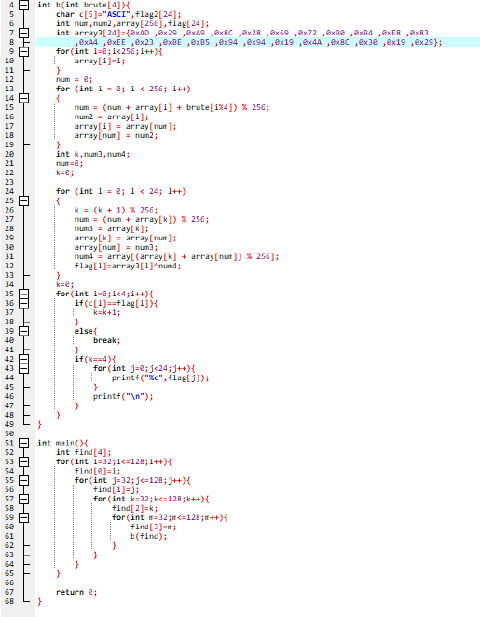 4 int b(int brute[4]){
5 char c[5]="ASCI",flag2[24];
6 int num,num2,array[256],flag[24];
7 int array3[24]={0xAD ,0x29 ,0x49 ,0x8C ,0x28 ,0x69 ,0x72 ,0x00 ,0xB4 ,0xE8 ,0x83
8 ,0xA4 ,0xEE ,0x23 ,0xBE ,0xB5 ,0x94 ,0x94 ,0x19 ,0x4A ,0x8C ,0x30 ,0x19 ,0x29};
9 for(int i=0;i<256;i++){
10 array[i]=i;
11 }
12 num = 0;
13 for (int i = 0; i < 256; i++)
14 {
15 num = (num + array[i] + brute[i%4]) % 256;
16 num2 = array[i];
17 array[i] = array[num];
18 array[num] = num2;
19 }
20 int k,num3,num4;
21 num=0;
22 k=0;
23
24 for (int l = 0; l < 24; l++)
25 {
26 k = (k + 1) % 256;
27 num = (num + array[k]) % 256;
28 num3 = array[k];
29 array[k] = array[num];
30 array[num] = num3;
31 num4 = array[(array[k] + array[num]) % 256];
32 flag[l]=array3[l]^num4;
33 }
34 k=0;
35 for(int i=0;i<4;i++){
36 if(c[i]==flag[i]){
37 k=k+1;
38 }
39 else{
40 break;
41 }
42 if(k==4){
43 for(int j=0;j<24;j++){
44 printf("%c",flag[j]);
45 }
46 printf("\n");
47 }
48 }
49 }
50
51 int main(){
52 int find[4];
53 for(int i=32;i<=128;i++){
54 find[0]=i;
55 for(int j=32;j<=128;j++){
56 find[1]=j;
57 for(int k=32;k<=128;k++){
58 find[2]=k;
59 for(int m=32;m<=128;m++){
60 find[3]=m;
61 b(find);
62 }
63 }
64 }
65 }
66
67 return 0;
68 }